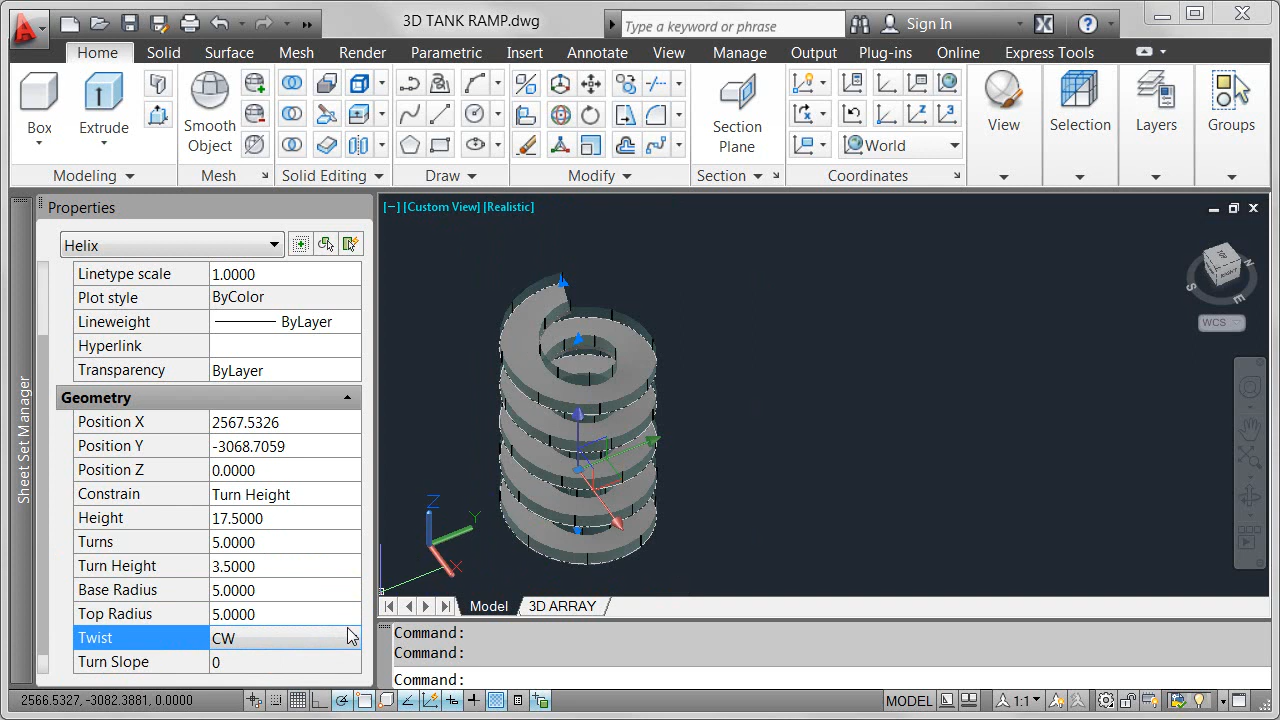 3D TANK RAMP.dwg
Type a keyword or phrase
Sign In
Home Solid Surface Mesh Render Parametric Insert Annotate View Manage Output Plug-ins Online Express Tools
Box
Extrude
Smooth
Object
Section
Plane
World
View
Selection
Layers
Groups
Modeling Mesh Solid Editing Draw Modify Section Coordinates
Properties
Helix
Linetype scale 1.0000
Plot style ByColor
Lineweight ByLayer
Hyperlink
Transparency ByLayer
Geometry
Position X 2567.5326
Position Y -3068.7059
Position Z 0.0000
Constrain Turn Height
Height 17.5000
Turns 5.0000
Turn Height 3.5000
Base Radius 5.0000
Top Radius 5.0000
Twist CW
Turn Slope 0
Sheet Set Manager
[−] [Custom View] [Realistic]
RIGHT
S
E
WCS
Z
Y
X
Model 3D ARRAY
Command:
Command:
Command:
2566.5327, -3082.3881, 0.0000
MODEL
1:1